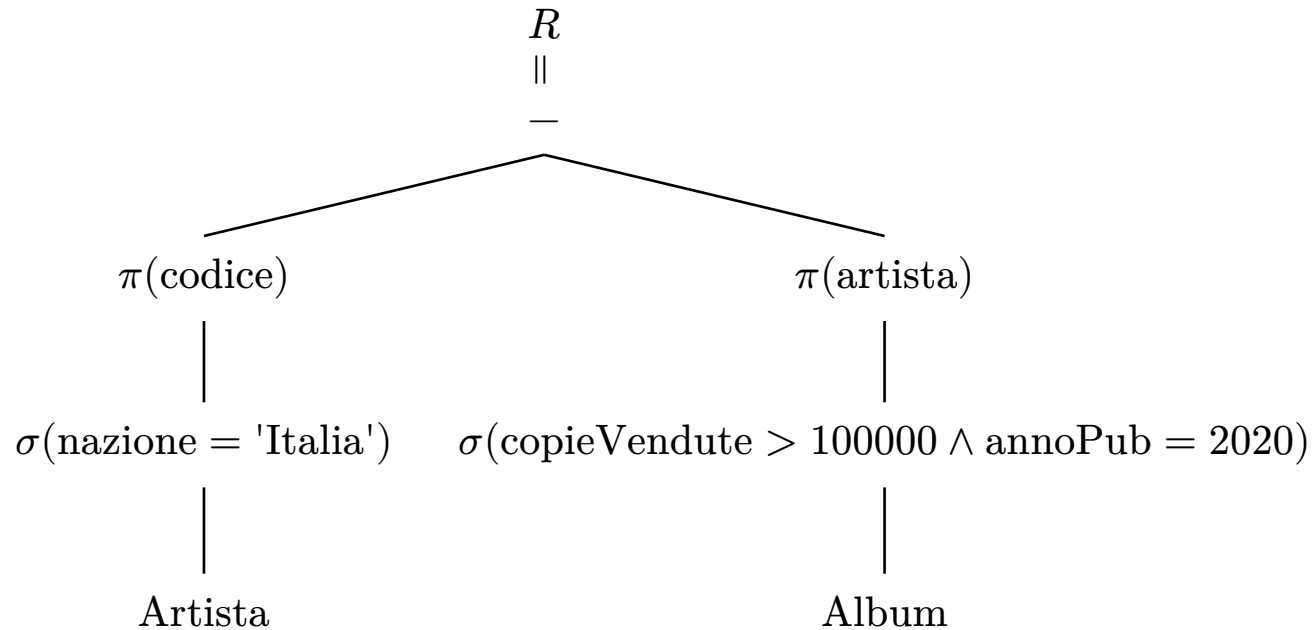 R
=
−
π(codice) π(artista)
σ(nazione = 'Italia') σ(copieVendute > 100000 ∧ annoPub = 2020)
Artista Album